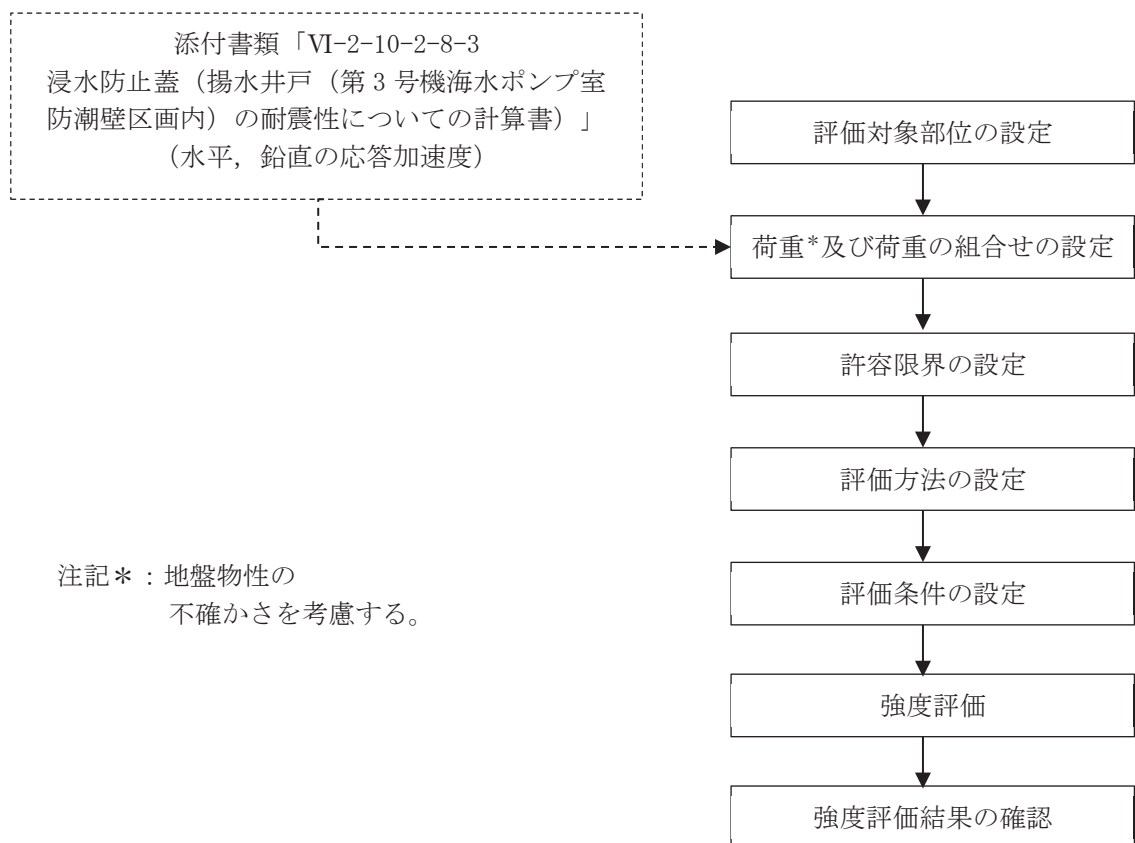 添付書類「Ⅵ-2-10-2-8-3
浸水防止蓋（揚水井戸（第3号機海水ポンプ室
防潮壁区画内）の耐震性についての計算書）」
（水平，鉛直の応答加速度）
評価対象部位の設定
荷重*及び荷重の組合せの設定
許容限界の設定
評価方法の設定
評価条件の設定
強度評価
強度評価結果の確認
注記＊：地盤物性の
不確かさを考慮する。